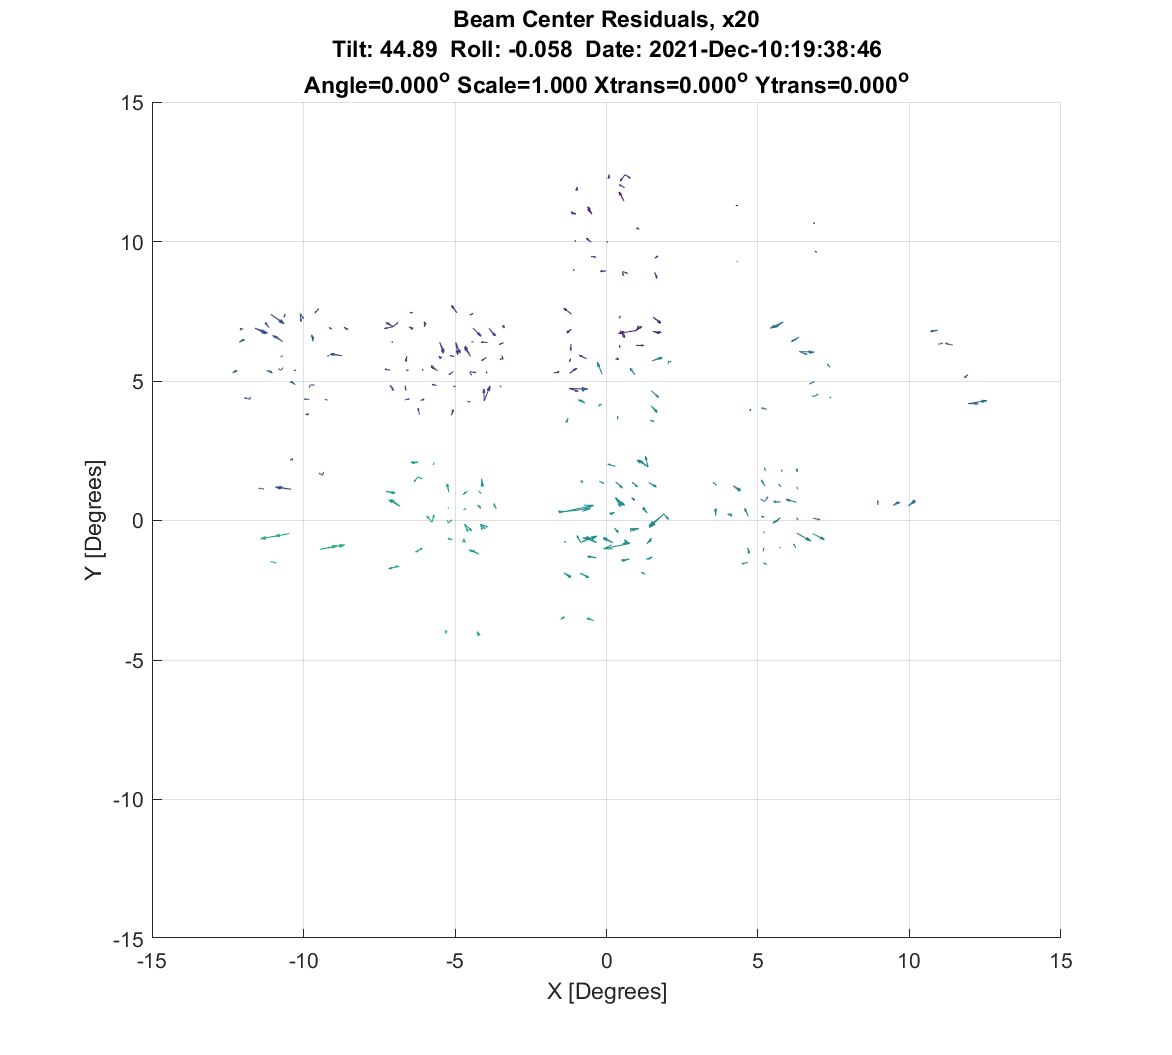 Beam Center Residuals, x20
Tilt: 44.89 Roll: -0.058 Date: 2021-Dec-10:19:38:46
Angle=0.000° Scale=1.000 Xtrans=0.000° Ytrans=0.000°
15
10
5
0
-5
-10
-15
Y [Degrees]
-15 -10 -5 0 5 10 15
X [Degrees]